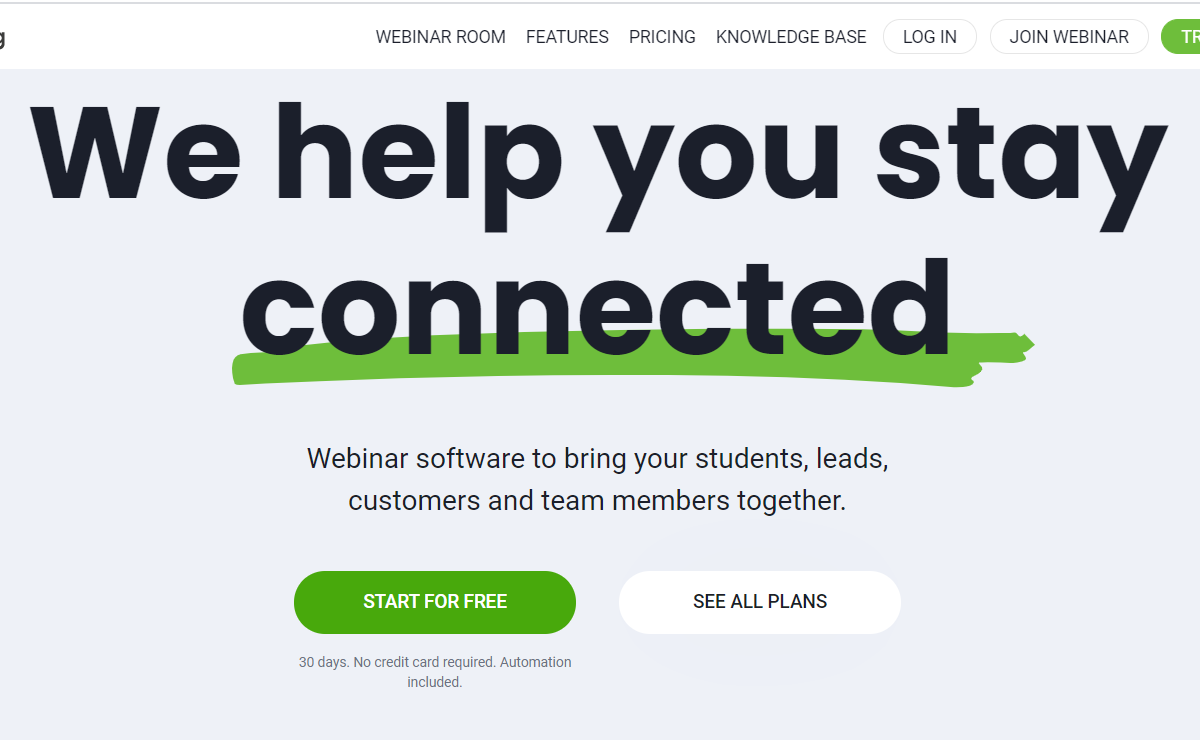 WEBINAR ROOM FEATURES PRICING KNOWLEDGE BASE LOG IN JOIN WEBINAR
We help you stay
connected
Webinar software to bring your students, leads,
customers and team members together.
START FOR FREE SEE ALL PLANS
30 days. No credit card required. Automation
included.